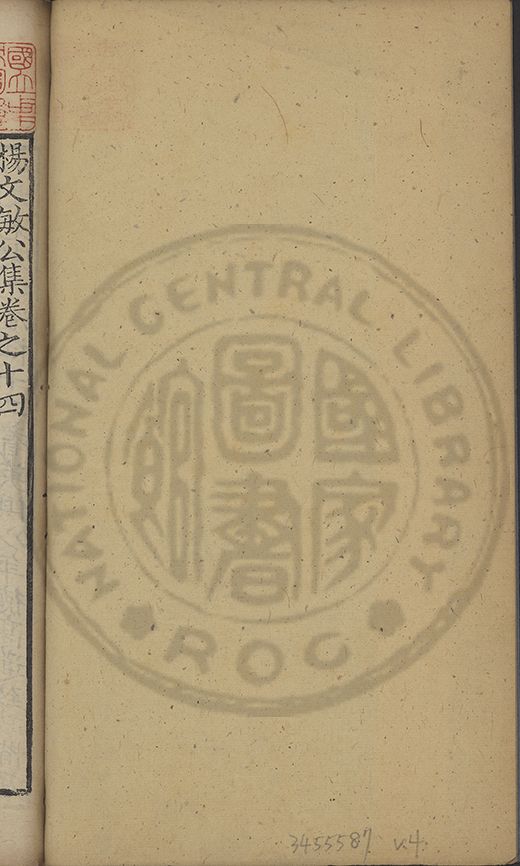 楊文敏公集卷之十四
國家
圖書
館
NATIONAL CENTRAL LIBRARY
ROC
3455587 v.4